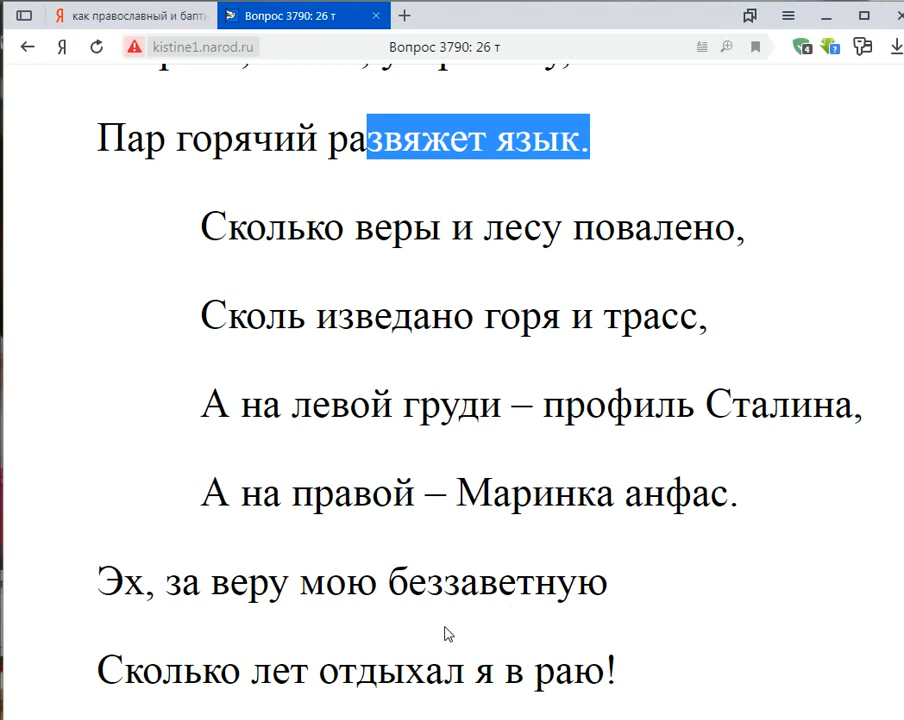 как православный и бапти
Вопрос 3790: 26 т
kistine1.narod.ru
Вопрос 3790: 26 т
Пар горячий развяжет язык.
Сколько веры и лесу повалено,
Сколь изведано горя и трасс,
А на левой груди – профиль Сталина,
А на правой – Маринка анфас.
Эх, за веру мою беззаветную
Сколько лет отдыхал я в раю!